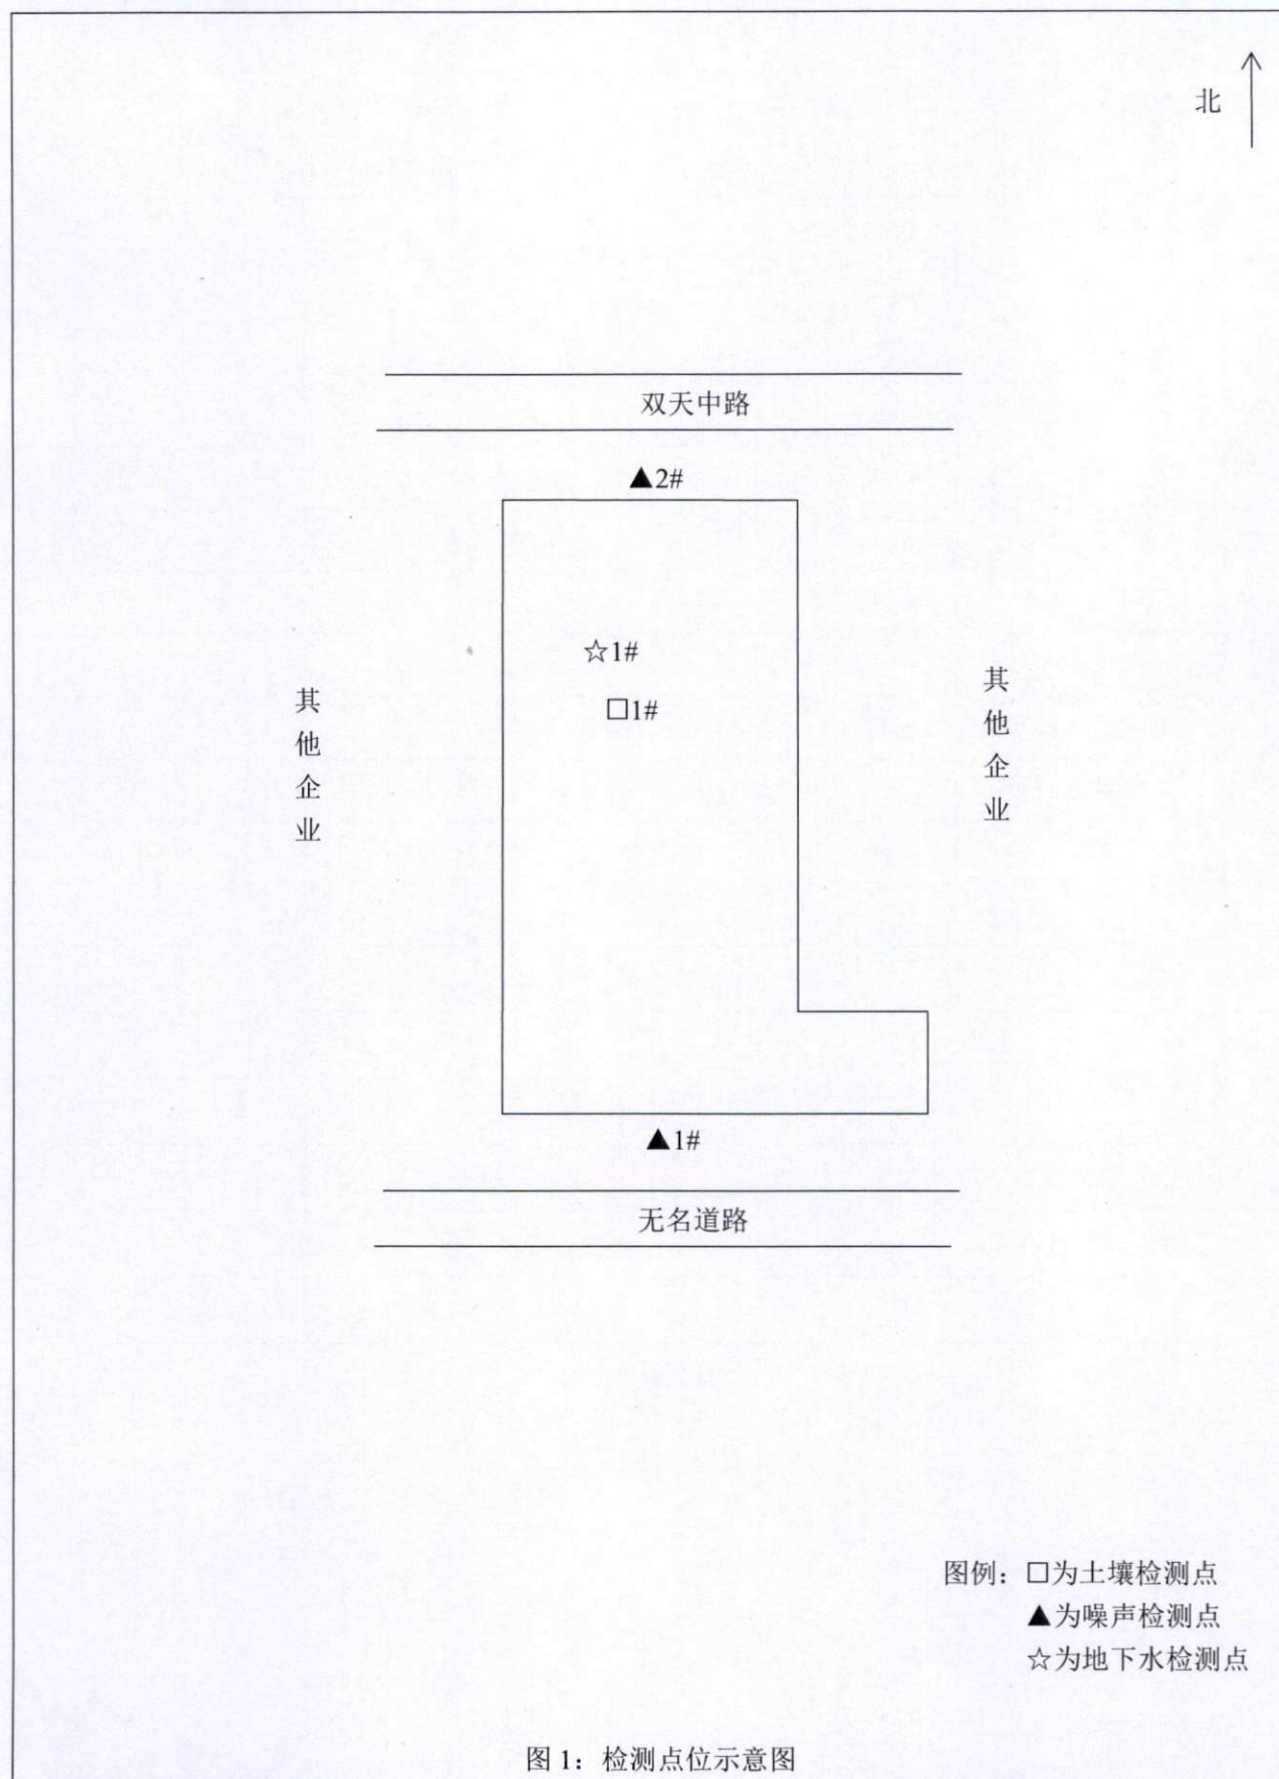 北
双天中路
▲2#
☆1#
□1#
其他企业
其他企业
▲1#
无名道路
图例：□为土壤检测点
▲为噪声检测点
☆为地下水检测点
图 1：检测点位示意图